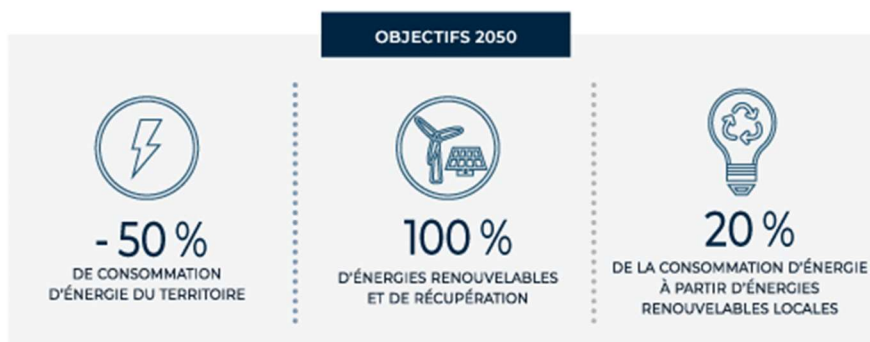 OBJECTIFS 2050
- 50 %
DE CONSOMMATION
D'ÉNERGIE DU TERRITOIRE
100 %
D'ÉNERGIES RENOUVELABLES
ET DE RÉCUPÉRATION
20 %
DE LA CONSOMMATION D'ÉNERGIE
À PARTIR D'ÉNERGIES
RENOUVELABLES LOCALES